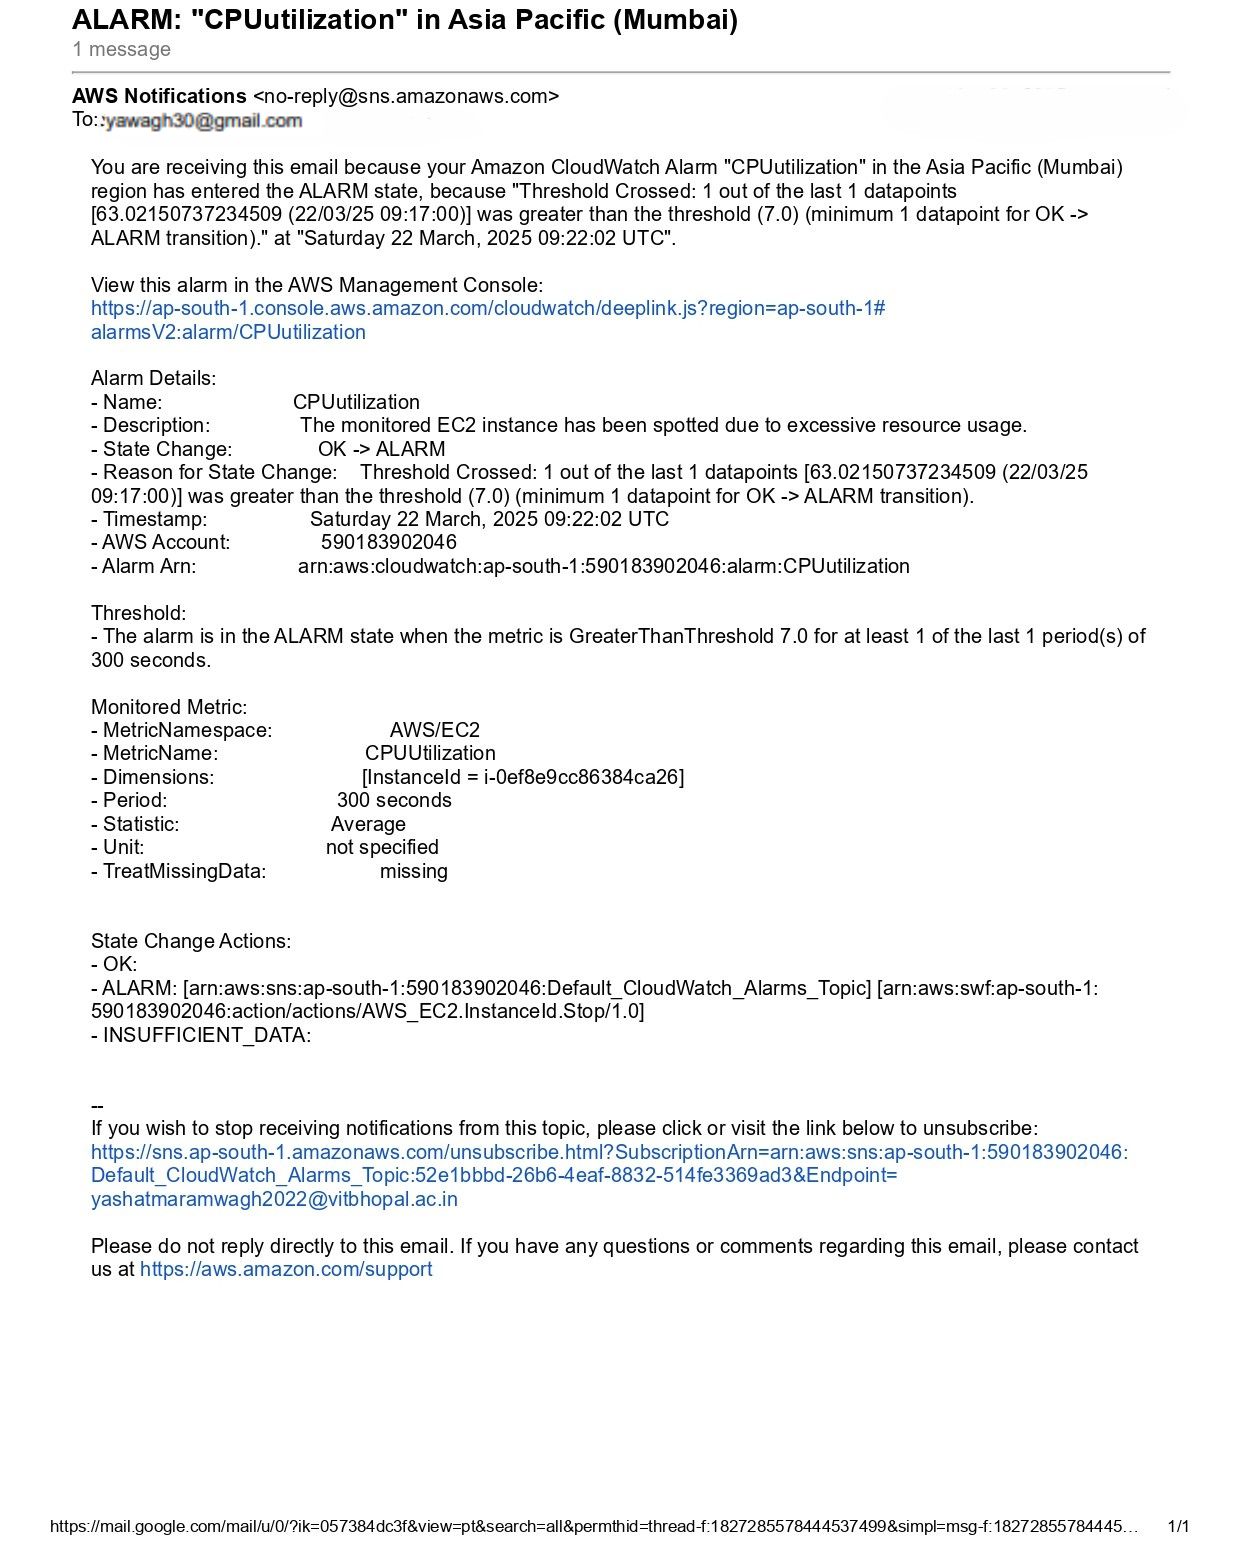 ALARM: "CPUutilization" in Asia Pacific (Mumbai)
1 message
AWS Notifications <no-reply@sns.amazonaws.com>
To: yawagh30@gmail.com
You are receiving this email because your Amazon CloudWatch Alarm "CPUutilization" in the Asia Pacific (Mumbai)
region has entered the ALARM state, because "Threshold Crossed: 1 out of the last 1 datapoints
[63.02150737234509 (22/03/25 09:17:00)] was greater than the threshold (7.0) (minimum 1 datapoint for OK ->
ALARM transition)." at "Saturday 22 March, 2025 09:22:02 UTC".
View this alarm in the AWS Management Console:
https://ap-south-1.console.aws.amazon.com/cloudwatch/deeplink.js?region=ap-south-1#
alarmsV2:alarm/CPUutilization
Alarm Details:
- Name: CPUutilization
- Description: The monitored EC2 instance has been spotted due to excessive resource usage.
- State Change: OK -> ALARM
- Reason for State Change: Threshold Crossed: 1 out of the last 1 datapoints [63.02150737234509 (22/03/25
09:17:00)] was greater than the threshold (7.0) (minimum 1 datapoint for OK -> ALARM transition).
- Timestamp: Saturday 22 March, 2025 09:22:02 UTC
- AWS Account: 590183902046
- Alarm Arn: arn:aws:cloudwatch:ap-south-1:590183902046:alarm:CPUutilization
Threshold:
- The alarm is in the ALARM state when the metric is GreaterThanThreshold 7.0 for at least 1 of the last 1 period(s) of
300 seconds.
Monitored Metric:
- MetricNamespace: AWS/EC2
- MetricName: CPUUtilization
- Dimensions: [InstanceId = i-0ef8e9cc86384ca26]
- Period: 300 seconds
- Statistic: Average
- Unit: not specified
- TreatMissingData: missing
State Change Actions:
- OK:
- ALARM: [arn:aws:sns:ap-south-1:590183902046:Default_CloudWatch_Alarms_Topic] [arn:aws:swf:ap-south-1:
590183902046:action/actions/AWS_EC2.InstanceId.Stop/1.0]
- INSUFFICIENT_DATA:
--
If you wish to stop receiving notifications from this topic, please click or visit the link below to unsubscribe:
https://sns.ap-south-1.amazonaws.com/unsubscribe.html?SubscriptionArn=arn:aws:sns:ap-south-1:590183902046:
Default_CloudWatch_Alarms_Topic:52e1bbbd-26b6-4eaf-8832-514fe3369ad3&Endpoint=
yashatmaramwagh2022@vitbhopal.ac.in
Please do not reply directly to this email. If you have any questions or comments regarding this email, please contact
us at https://aws.amazon.com/support
https://mail.google.com/mail/u/0/?ik=057384dc3f&view=pt&search=all&permthid=thread-f:1827285578444537499&simpl=msg-f:18272855784445… 1/1